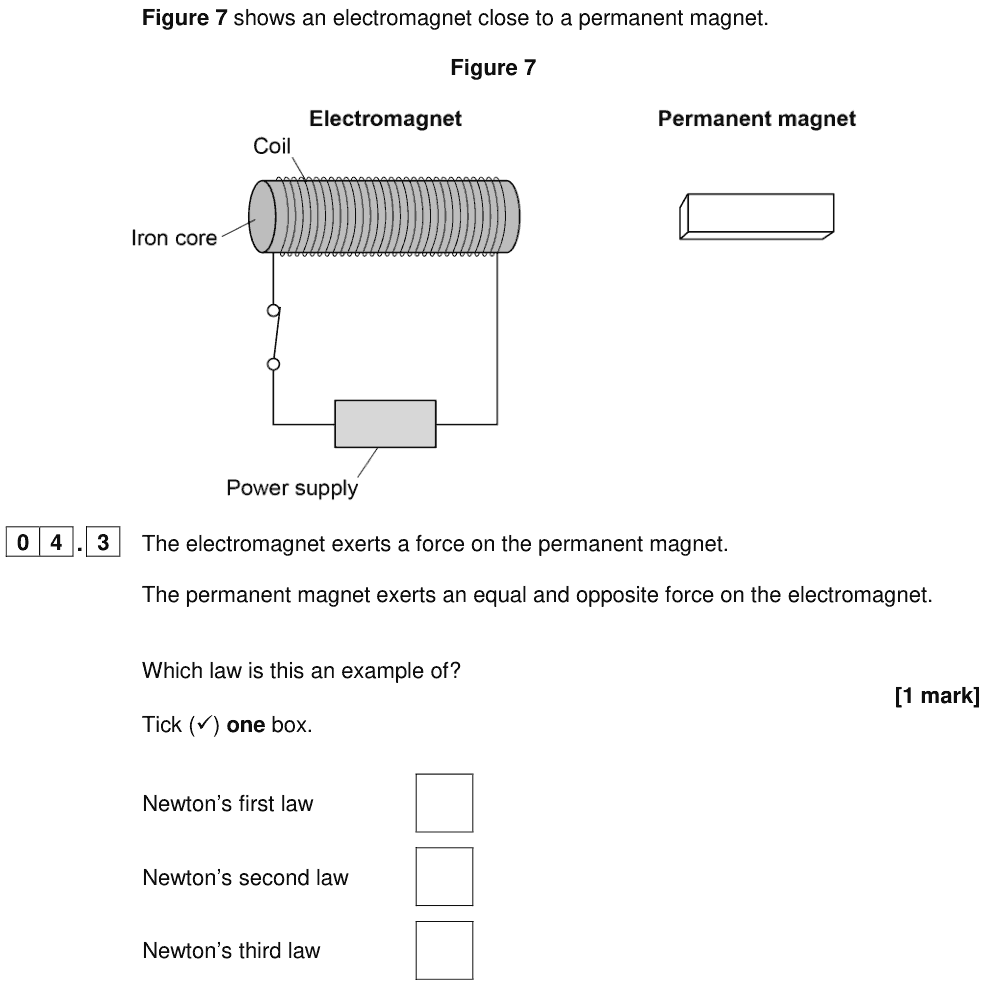 Figure 7 shows an electromagnet close to a permanent magnet.
Figure 7
Electromagnet
Permanent magnet
Coil
Iron core
Power supply
0 4 . 3 The electromagnet exerts a force on the permanent magnet.
The permanent magnet exerts an equal and opposite force on the electromagnet.
Which law is this an example of?
[1 mark]
Tick (✓) one box.
Newton’s first law
Newton’s second law
Newton’s third law